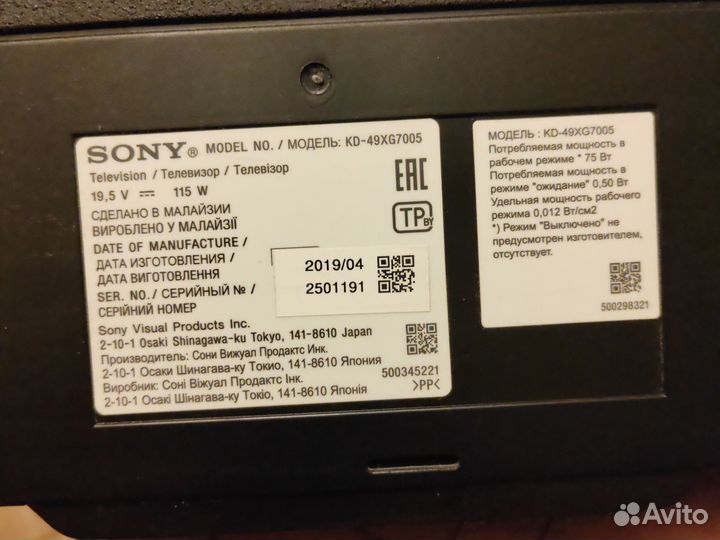 SONY® MODEL NO. / МОДЕЛЬ: KD-49XG7005
Television / Телевизор / Телевізор
19,5 V ⎓ 115 W
СДЕЛАНО В МАЛАЙЗИИ
ВИРОБЛЕНО У МАЛАЙЗІЇ
DATE OF MANUFACTURE /
ДАТА ИЗГОТОВЛЕНИЯ /
ДАТА ВИГОТОВЛЕННЯ
2019/04
SER. NO. / СЕРИЙНЫЙ № /
СЕРІЙНИЙ НОМЕР
2501191
Sony Visual Products Inc.
2-10-1 Osaki Shinagawa-ku Tokyo, 141-8610 Japan
Производитель: Сони Вижуал Продактс Инк.
2-10-1 Осаки Шинагава-ку Токио, 141-8610 Япония
Виробник: Соні Віжуал Продактс Інк.
2-10-1 Осакі Шінагава-ку Токіо, 141-8610 Японія
EAC
TP BY
500345221
>PP<
МОДЕЛЬ : KD-49XG7005
Потребляемая мощность в
рабочем режиме * 75 Вт
Потребляемая мощность в
режиме "ожидание" 0,50 Вт
Удельная мощность рабочего
режима 0,012 Вт/см2
*) Режим "Выключено" не
предусмотрен изготовителем,
отсутствует.
500298321
Avito